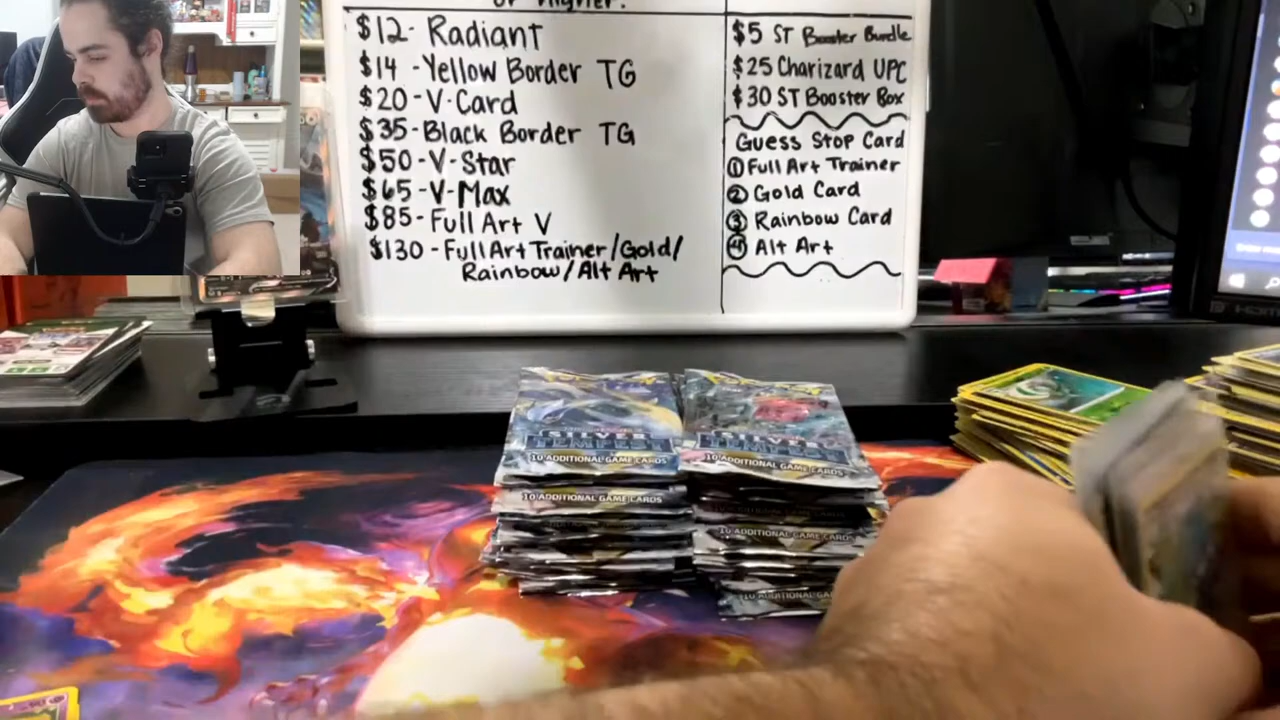 or higher!
$12- Radiant
$14 -Yellow Border TG
$20-V-Card
$35-Black Border TG
$50-V-Star
$65-V-Max
$85-Full Art V
$130-Full Art Trainer/Gold/
Rainbow/Alt Art
$5 ST Booster Bundle
$25 Charizard UPC
$30 ST Booster Box
Guess Stop Card
① Full Art Trainer
② Gold Card
③ Rainbow Card
④ Alt Art
SILVER
TEMPEST
10 ADDITIONAL GAME CARDS
10 ADDITIONAL GAME CARDS
SILVER
TEMPEST
10 ADDITIONAL GAME CARDS
10 ADDITIONAL GAME CARDS
HDMI